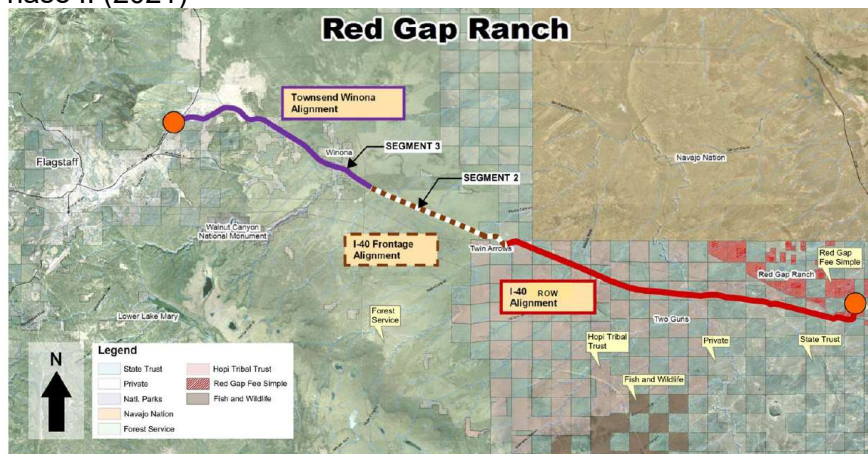 hase II (2021)
Red Gap Ranch
Townsend Winona
Alignment
SEGMENT 3
Winona
Flagstaff
SEGMENT 2
Navajo Nation
Walnut Canyon
National Monument
I-40 Frontage
Alignment
Twin Arrows
Red Gap
Fee Simple
Red Gap Ranch
I-40 ROW
Alignment
Lower Lake Mary
Forest
Service
Two Guns
Hopi Tribal
Trust
Private
State Trust
Fish and Wildlife
N
Legend
State Trust
Private
Natl. Parks
Navajo Nation
Forest Service
Hopi Tribal Trust
Red Gap Fee Simple
Fish and Wildlife